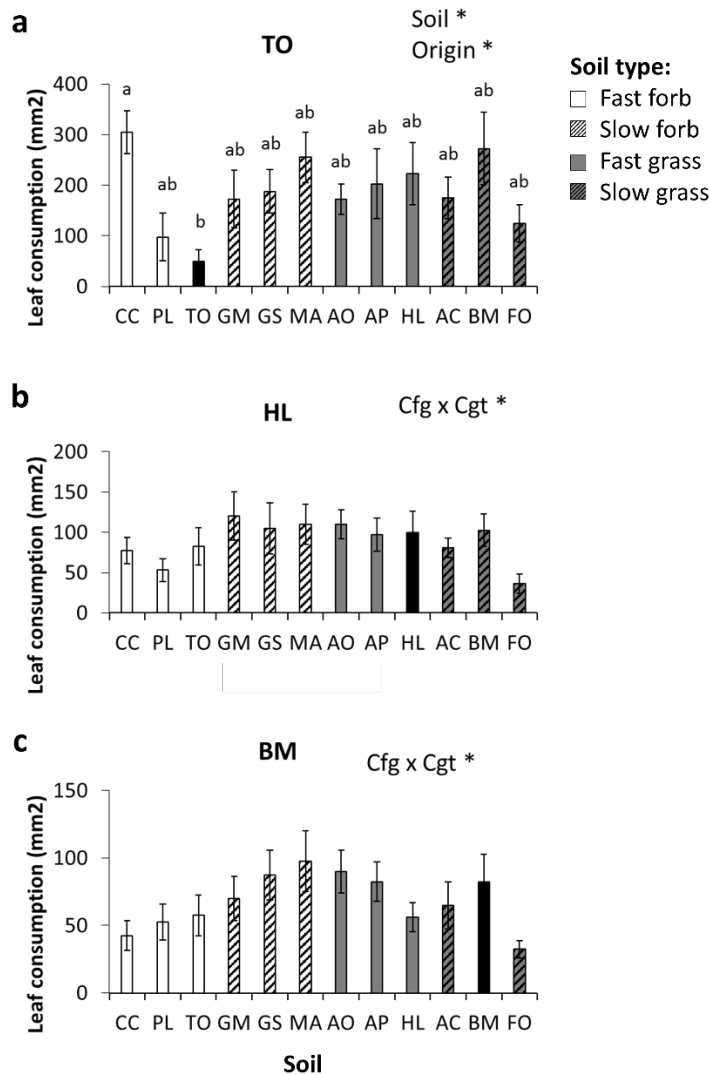 a
TO
Soil *
Origin *
Soil type:
Fast forb
Slow forb
Fast grass
Slow grass
Leaf consumption (mm2)
400
300
200
100
0
a
ab
b
ab
ab
ab
ab
ab
ab
ab
ab
ab
CC PL TO GM GS MA AO AP HL AC BM FO
b
HL
Cfg x Cgt *
Leaf consumption (mm2)
200
150
100
50
0
CC PL TO GM GS MA AO AP HL AC BM FO
c
BM
Cfg x Cgt *
Leaf consumption (mm2)
150
100
50
0
CC PL TO GM GS MA AO AP HL AC BM FO
Soil